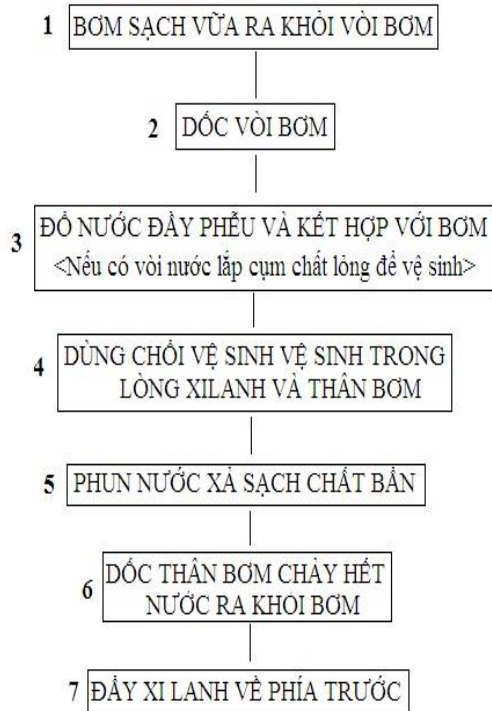 1 BƠM SẠCH VỮA RA KHỎI VÒI BƠM
2 DỐC VÒI BƠM
3 ĐỔ NƯỚC ĐẦY PHỄU VÀ KẾT HỢP VỚI BƠM
<Nếu có vòi nước lắp cụm chất lỏng để vệ sinh>
4 DÙNG CHỔI VỆ SINH VỆ SINH TRONG
LÒNG XILANH VÀ THÂN BƠM
5 PHUN NƯỚC XẢ SẠCH CHẤT BẨN
6 DỐC THÂN BƠM CHẢY HẾT
NƯỚC RA KHỎI BƠM
7 ĐẨY XI LANH VỀ PHÍA TRƯỚC